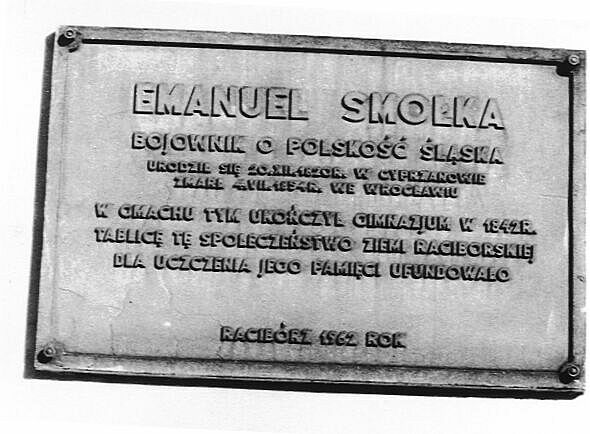 EMANUEL SMOŁKA
BOJOWNIK O POLSKOŚĆ ŚLĄSKA
URODZIŁ SIĘ 20.XII.1820R. W CYPRZANOWIE
ZMARŁ 4.VII.1854R. WE WROCŁAWIU
W GMACHU TYM UKOŃCZYŁ GIMNAZJUM W 1842R.
TABLICĘ TĘ SPOŁECZEŃSTWO ZIEMI RACIBORSKIEJ
DLA UCZCZENIA JEGO PAMIĘCI UFUNDOWAŁO
RACIBÓRZ 1962 ROK